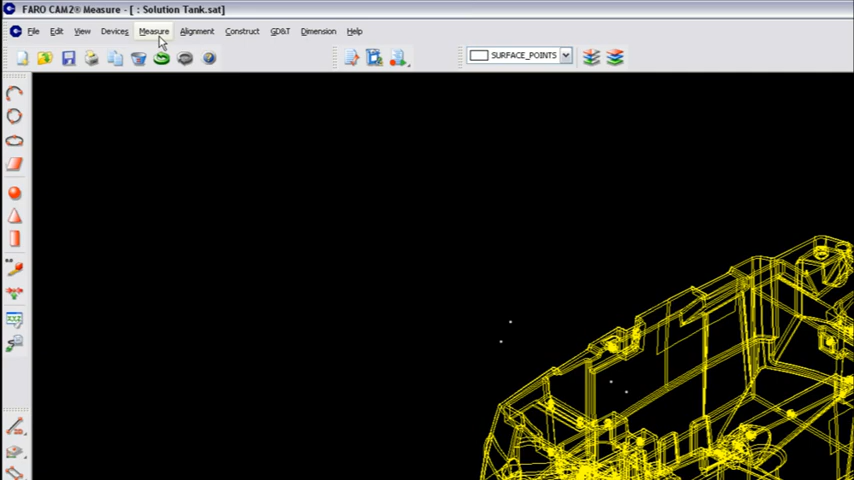 FARO CAM2® Measure - [ : Solution Tank.sat]
File Edit View Devices Measure Alignment Construct GD&T Dimension Help
SURFACE_POINTS